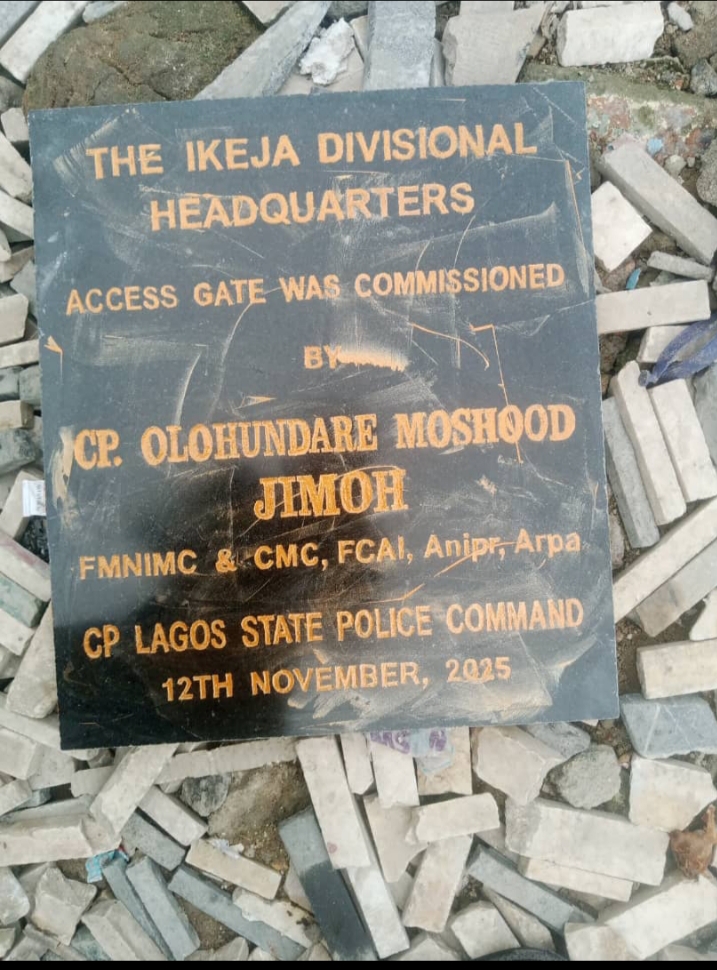 THE IKEJA DIVISIONAL
HEADQUARTERS
ACCESS GATE WAS COMMISSIONED
BY
CP. OLOHUNDARE MOSHOOD
JIMOH
FMNIMC & CMC, FCAI, Anipr, Arpa
CP LAGOS STATE POLICE COMMAND
12TH NOVEMBER, 2025